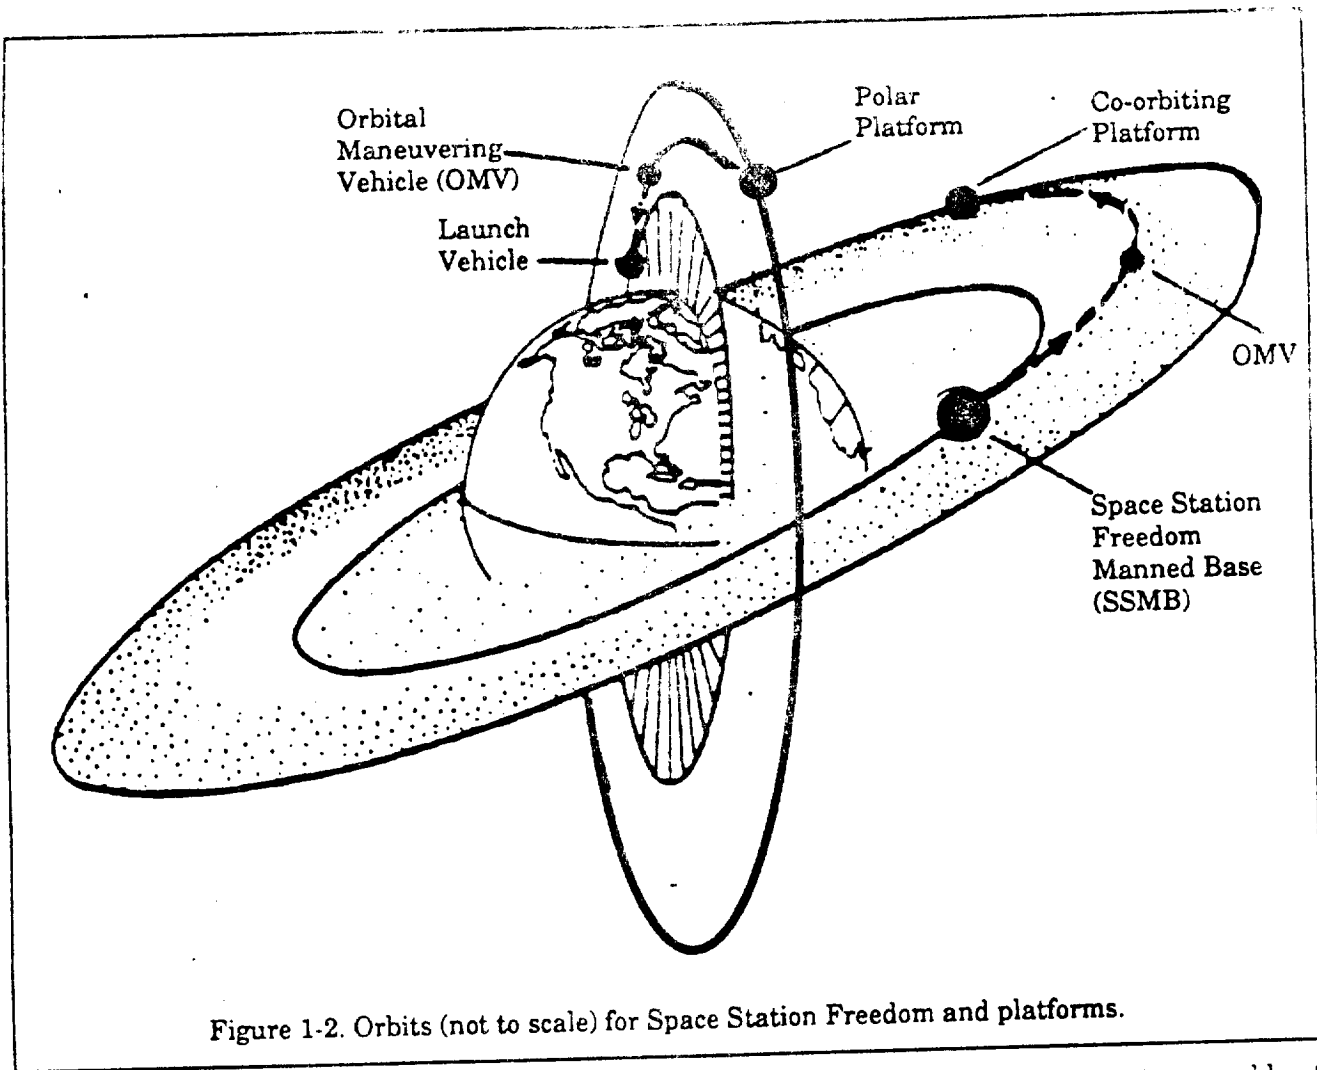 Orbital
Maneuvering
Vehicle (OMV)
Launch
Vehicle
Polar
Platform
Co-orbiting
Platform
OMV
Space Station
Freedom
Manned Base
(SSMB)
Figure 1-2. Orbits (not to scale) for Space Station Freedom and platforms.